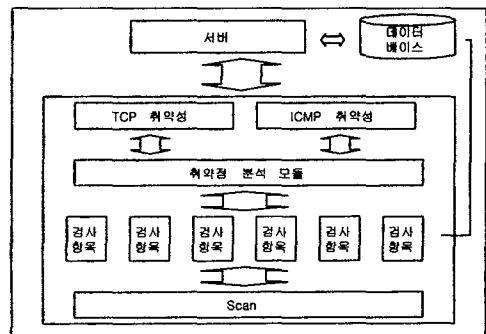 서버
데이터
베이스
TCP 취약성
ICMP 취약성
취약점 분석 모듈
검사 검사 검사 검사 검사 검사
항목 항목 항목 항목 항목 항목
Scan